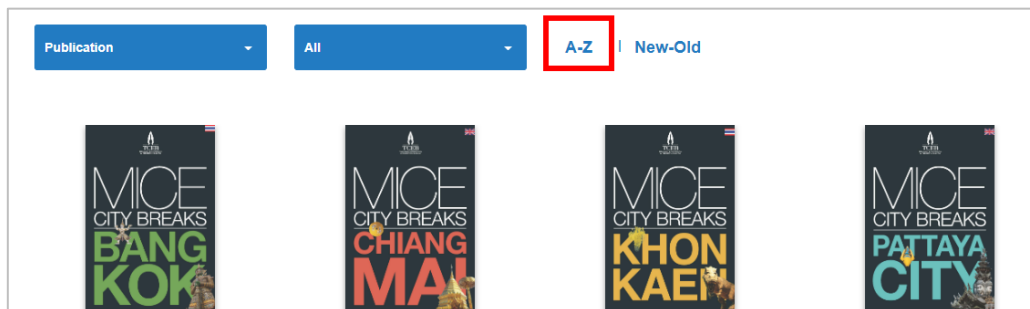 Publication
All
A-Z | New-Old
TCEB
MICE
CITY BREAKS
BANG
KOK
TCEB
MICE
CITY BREAKS
CHIANG
MAI
TCEB
MICE
CITY BREAKS
KHON
KAEN
TCEB
MICE
CITY BREAKS
PATTAYA
CITY